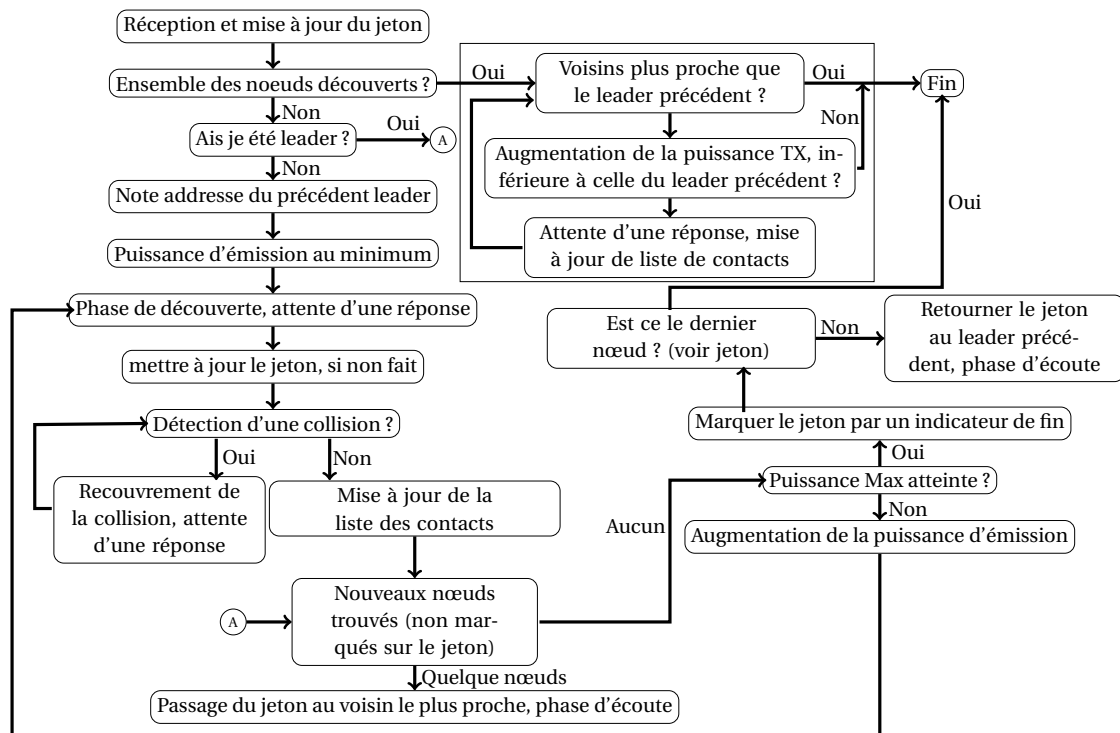 Réception et mise à jour du jeton
Ensemble des noeuds découverts ?
Oui
Voisins plus proche que
le leader précédent ?
Oui
Fin
Non
Ais je été leader ?
Oui
A
Non
Augmentation de la puissance TX, in-
férieure à celle du leader précédent ?
Non
Note addresse du précédent leader
Oui
Attente d'une réponse, mise
à jour de liste de contacts
Puissance d'émission au minimum
Phase de découverte, attente d'une réponse
Est ce le dernier
nœud ? (voir jeton)
Non
Retourner le jeton
au leader précé-
dent, phase d'écoute
mettre à jour le jeton, si non fait
Détection d'une collision ?
Marquer le jeton par un indicateur de fin
Oui
Non
Oui
Puissance Max atteinte ?
Recouvrement de
la collision, attente
d'une réponse
Mise à jour de la
liste des contacts
Non
Aucun
Augmentation de la puissance d'émission
A
Nouveaux nœuds
trouvés (non mar-
qués sur le jeton)
Quelque nœuds
Passage du jeton au voisin le plus proche, phase d'écoute